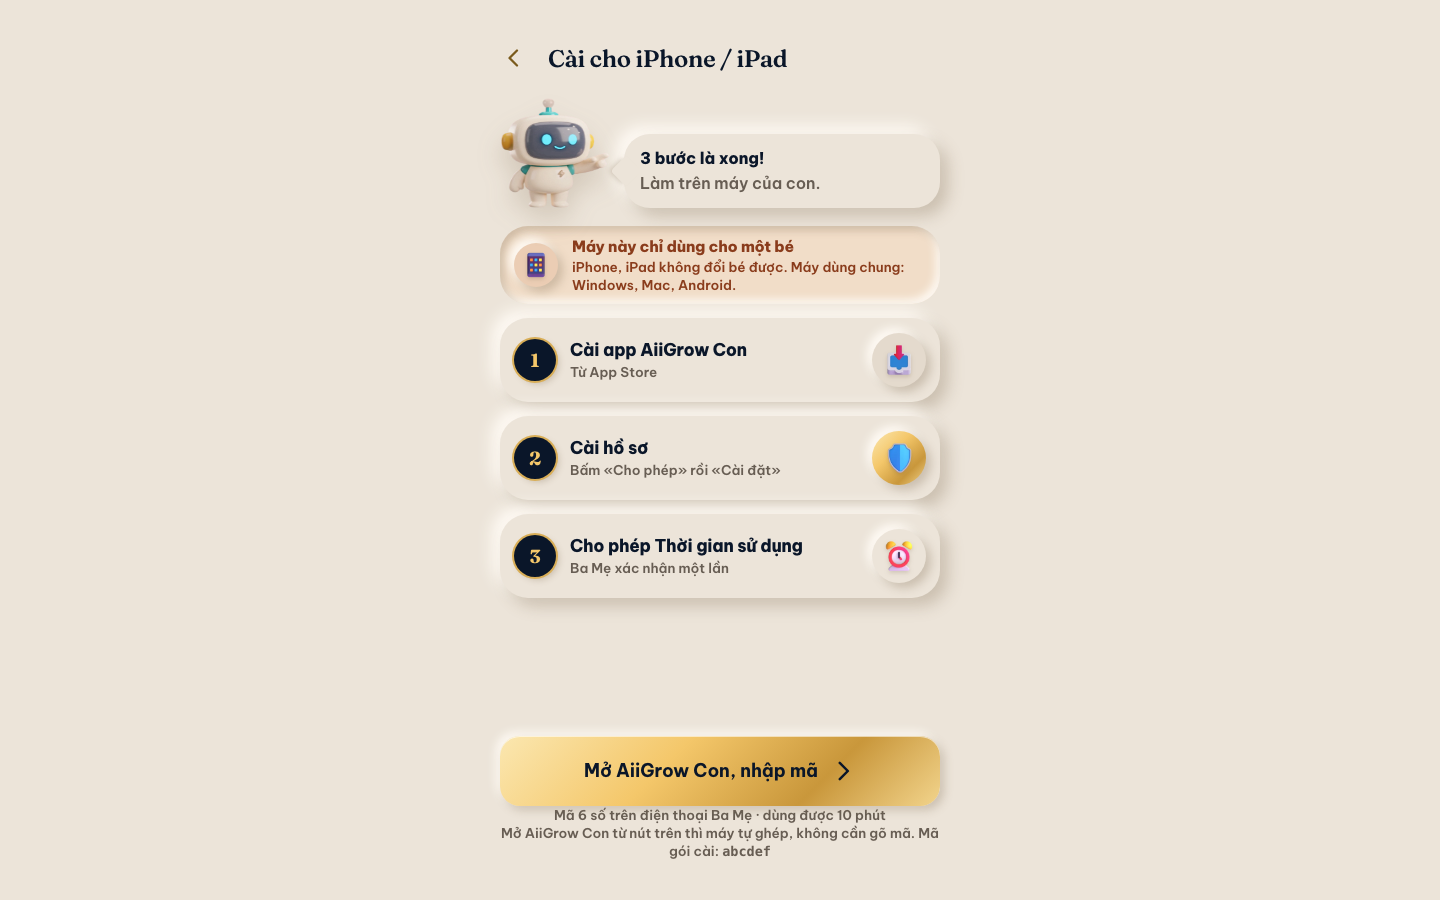 Cài cho iPhone / iPad
3 bước là xong!
Làm trên máy của con.
Máy này chỉ dùng cho một bé
iPhone, iPad không đổi bé được. Máy dùng chung:
Windows, Mac, Android.
1
Cài app AiiGrow Con
Từ App Store
2
Cài hồ sơ
Bấm «Cho phép» rồi «Cài đặt»
3
Cho phép Thời gian sử dụng
Ba Mẹ xác nhận một lần
Mở AiiGrow Con, nhập mã
Mã 6 số trên điện thoại Ba Mẹ · dùng được 10 phút
Mở AiiGrow Con từ nút trên thì máy tự ghép, không cần gõ mã. Mã
gói cài: abcdef